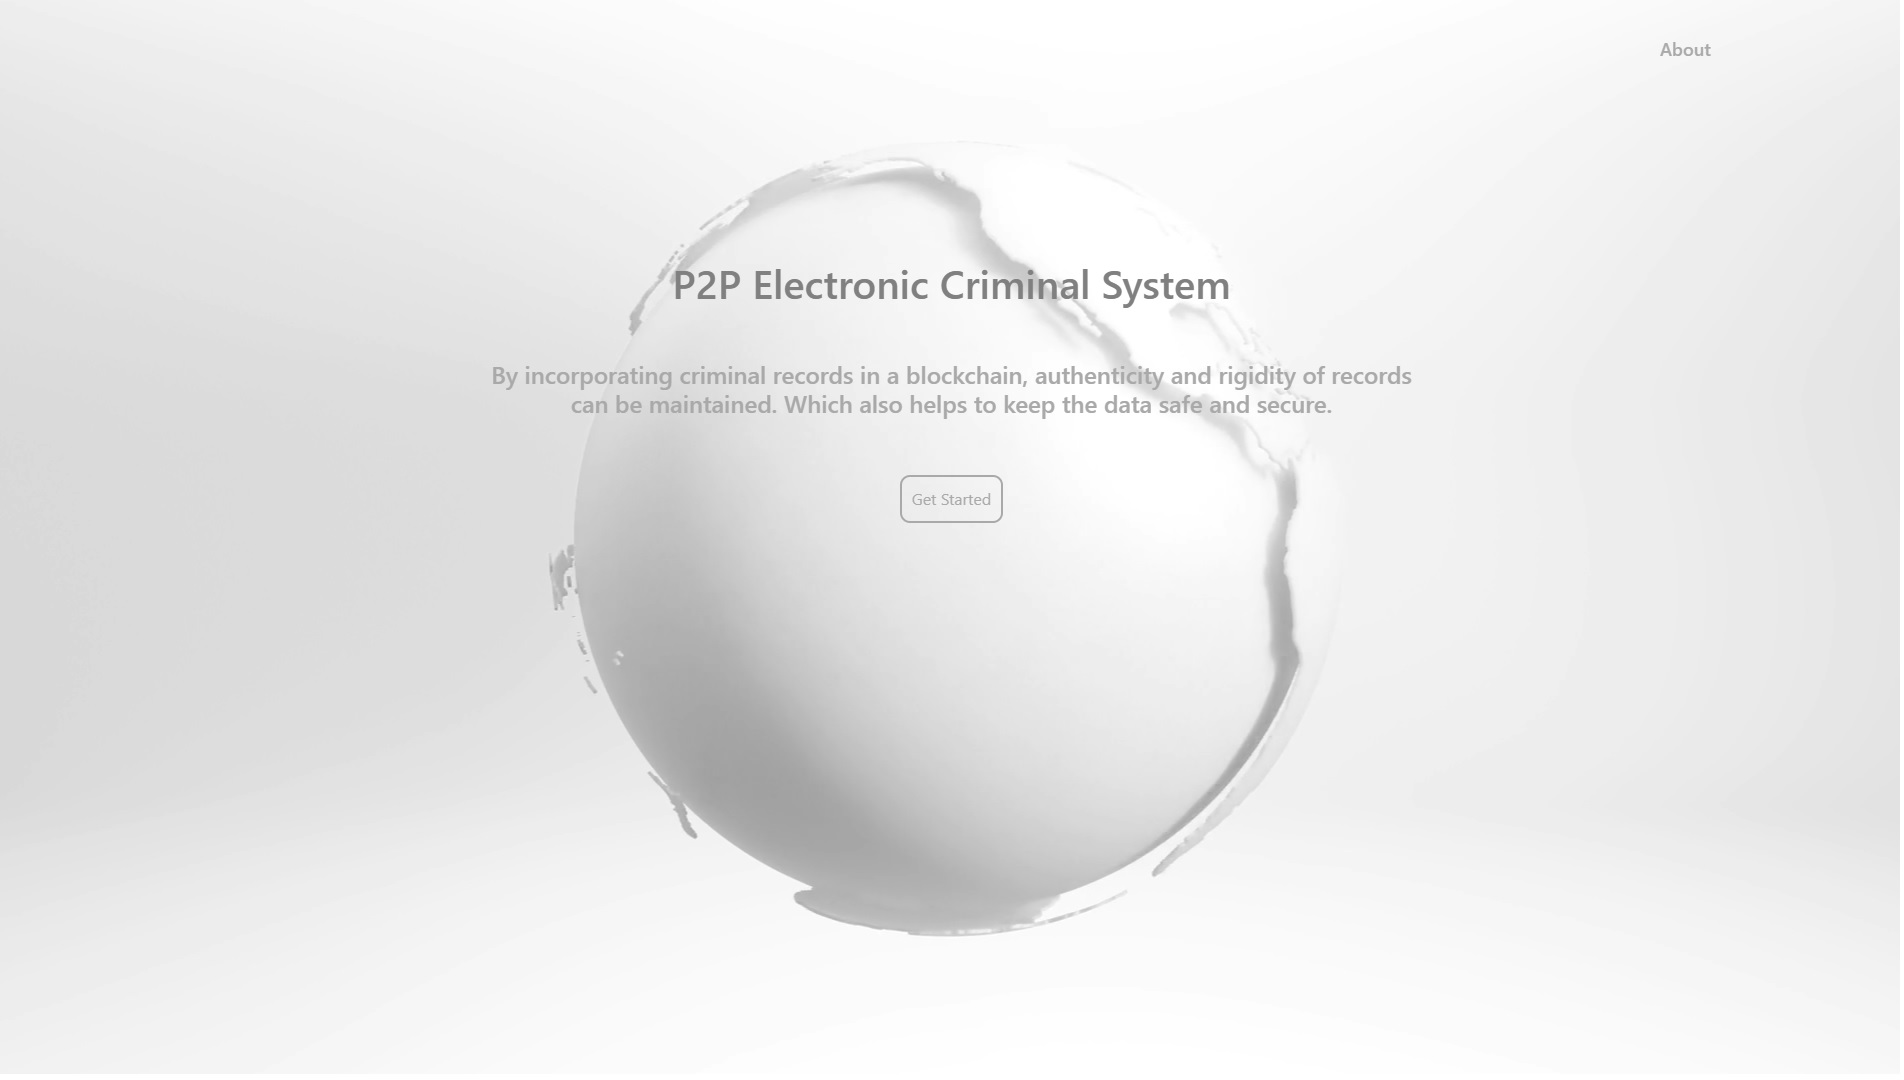 About
P2P Electronic Criminal System
By incorporating criminal records in a blockchain, authenticity and rigidity of records
can be maintained. Which also helps to keep the data safe and secure.
Get Started